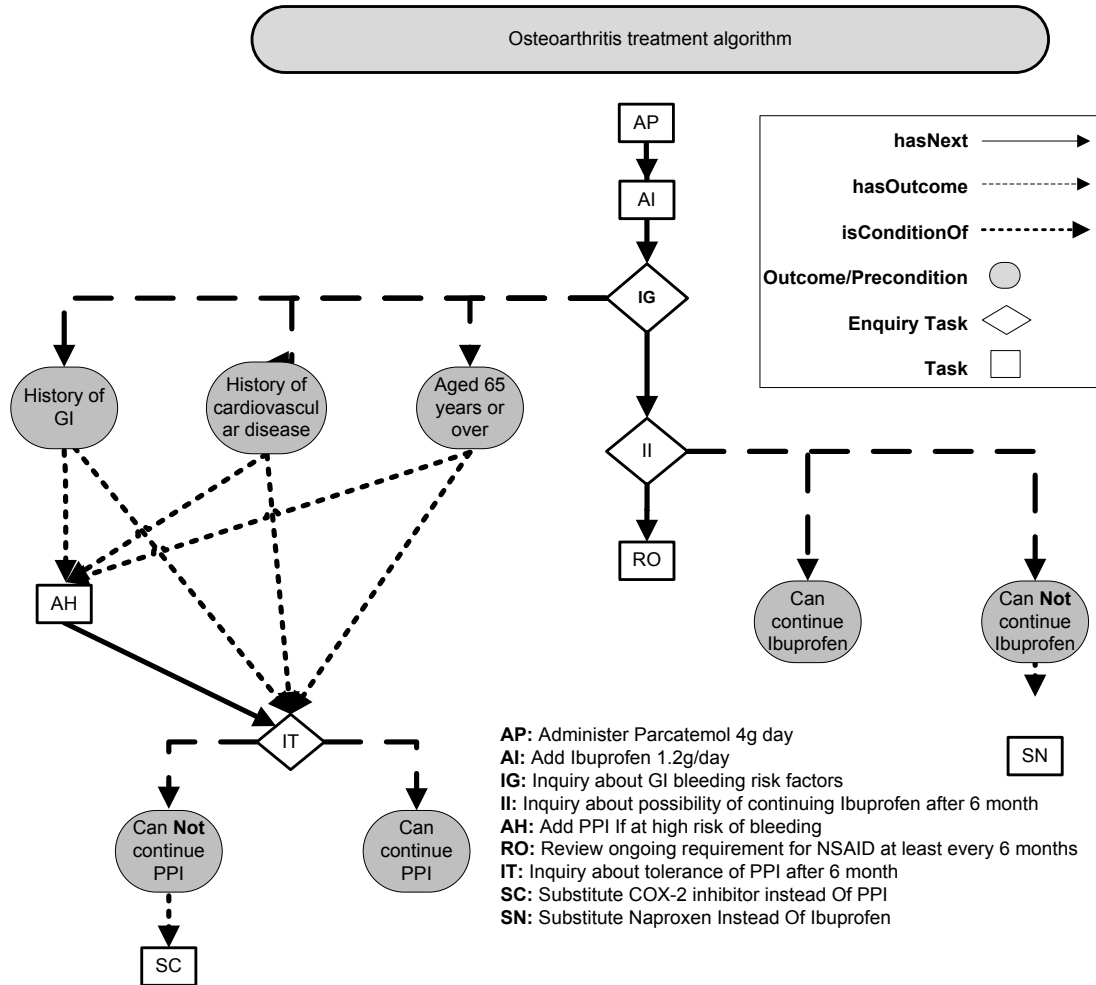 Osteoarthritis treatment algorithm
AP
AI
IG
II
RO
hasNext
hasOutcome
isConditionOf
Outcome/Precondition
Enquiry Task
Task
History of
GI
History of
cardiovascul
ar disease
Aged 65
years or
over
AH
Can
continue
Ibuprofen
Can Not
continue
Ibuprofen
IT
SN
Can Not
continue
PPI
Can
continue
PPI
SC
AP: Administer Parcatemol 4g day
AI: Add Ibuprofen 1.2g/day
IG: Inquiry about GI bleeding risk factors
II: Inquiry about possibility of continuing Ibuprofen after 6 month
AH: Add PPI If at high risk of bleeding
RO: Review ongoing requirement for NSAID at least every 6 months
IT: Inquiry about tolerance of PPI after 6 month
SC: Substitute COX-2 inhibitor instead Of PPI
SN: Substitute Naproxen Instead Of Ibuprofen